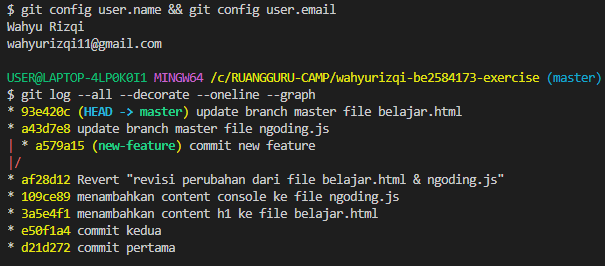 $ git config user.name && git config user.email
Wahyu Rizqi
wahyurizqi11@gmail.com
USER@LAPTOP-4LP0K0I1 MINGW64 /c/RUANGGURU-CAMP/wahyurizqi-be2584173-exercise (master)
$ git log --all --decorate --oneline --graph
* 93e420c (HEAD -> master) update branch master file belajar.html
* a43d7e8 update branch master file ngoding.js
| * a579a15 (new-feature) commit new feature
|/
* af28d12 Revert "revisi perubahan dari file belajar.html & ngoding.js"
* 109ce89 menambahkan content console ke file ngoding.js
* 3a5e4f1 menambahkan content h1 ke file belajar.html
* e50f1a4 commit kedua
* d21d272 commit pertama